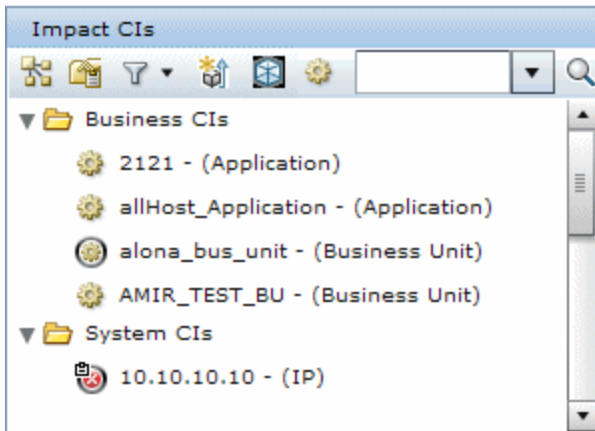 Impact CIs
Business CIs
2121 - (Application)
allHost_Application - (Application)
alona_bus_unit - (Business Unit)
AMIR_TEST_BU - (Business Unit)
System CIs
10.10.10.10 - (IP)